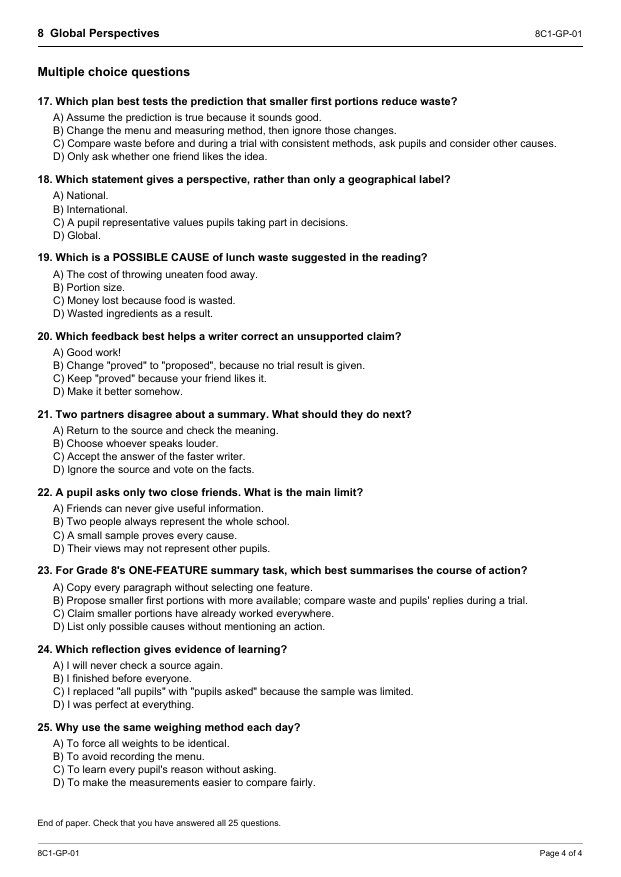 8 Global Perspectives
8C1-GP-01
Multiple choice questions
17. Which plan best tests the prediction that smaller first portions reduce waste?
A) Assume the prediction is true because it sounds good.
B) Change the menu and measuring method, then ignore those changes.
C) Compare waste before and during a trial with consistent methods, ask pupils and consider other causes.
D) Only ask whether one friend likes the idea.
18. Which statement gives a perspective, rather than only a geographical label?
A) National.
B) International.
C) A pupil representative values pupils taking part in decisions.
D) Global.
19. Which is a POSSIBLE CAUSE of lunch waste suggested in the reading?
A) The cost of throwing uneaten food away.
B) Portion size.
C) Money lost because food is wasted.
D) Wasted ingredients as a result.
20. Which feedback best helps a writer correct an unsupported claim?
A) Good work!
B) Change "proved" to "proposed", because no trial result is given.
C) Keep "proved" because your friend likes it.
D) Make it better somehow.
21. Two partners disagree about a summary. What should they do next?
A) Return to the source and check the meaning.
B) Choose whoever speaks louder.
C) Accept the answer of the faster writer.
D) Ignore the source and vote on the facts.
22. A pupil asks only two close friends. What is the main limit?
A) Friends can never give useful information.
B) Two people always represent the whole school.
C) A small sample proves every cause.
D) Their views may not represent other pupils.
23. For Grade 8's ONE-FEATURE summary task, which best summarises the course of action?
A) Copy every paragraph without selecting one feature.
B) Propose smaller first portions with more available; compare waste and pupils' replies during a trial.
C) Claim smaller portions have already worked everywhere.
D) List only possible causes without mentioning an action.
24. Which reflection gives evidence of learning?
A) I will never check a source again.
B) I finished before everyone.
C) I replaced "all pupils" with "pupils asked" because the sample was limited.
D) I was perfect at everything.
25. Why use the same weighing method each day?
A) To force all weights to be identical.
B) To avoid recording the menu.
C) To learn every pupil's reason without asking.
D) To make the measurements easier to compare fairly.
End of paper. Check that you have answered all 25 questions.
8C1-GP-01
Page 4 of 4